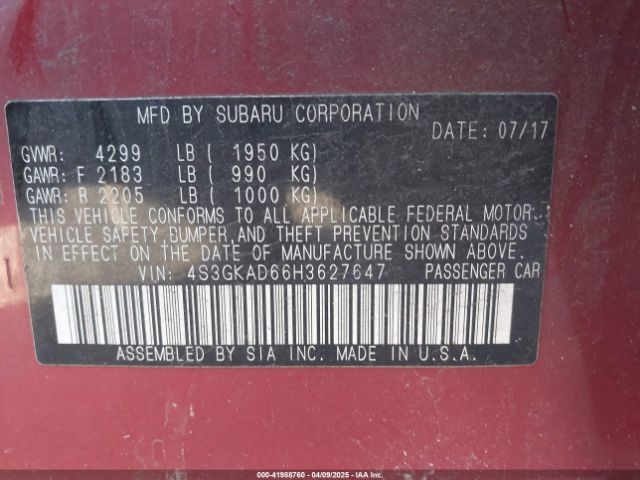 MFD BY SUBARU CORPORATION
DATE: 07/17
GVWR: 4299 LB ( 1950 KG)
GAWR: F 2183 LB ( 990 KG)
GAWR: R 2205 LB ( 1000 KG)
THIS VEHICLE CONFORMS TO ALL APPLICABLE FEDERAL MOTOR
VEHICLE SAFETY,BUMPER,AND THEFT PREVENTION STANDARDS
IN EFFECT ON THE DATE OF MANUFACTURE SHOWN ABOVE.
VIN: 4S3GKAD66H3627647 PASSENGER CAR
ASSEMBLED BY SIA INC. MADE IN U.S.A.
000-41988760 - 04/09/2025 - IAAI.COM